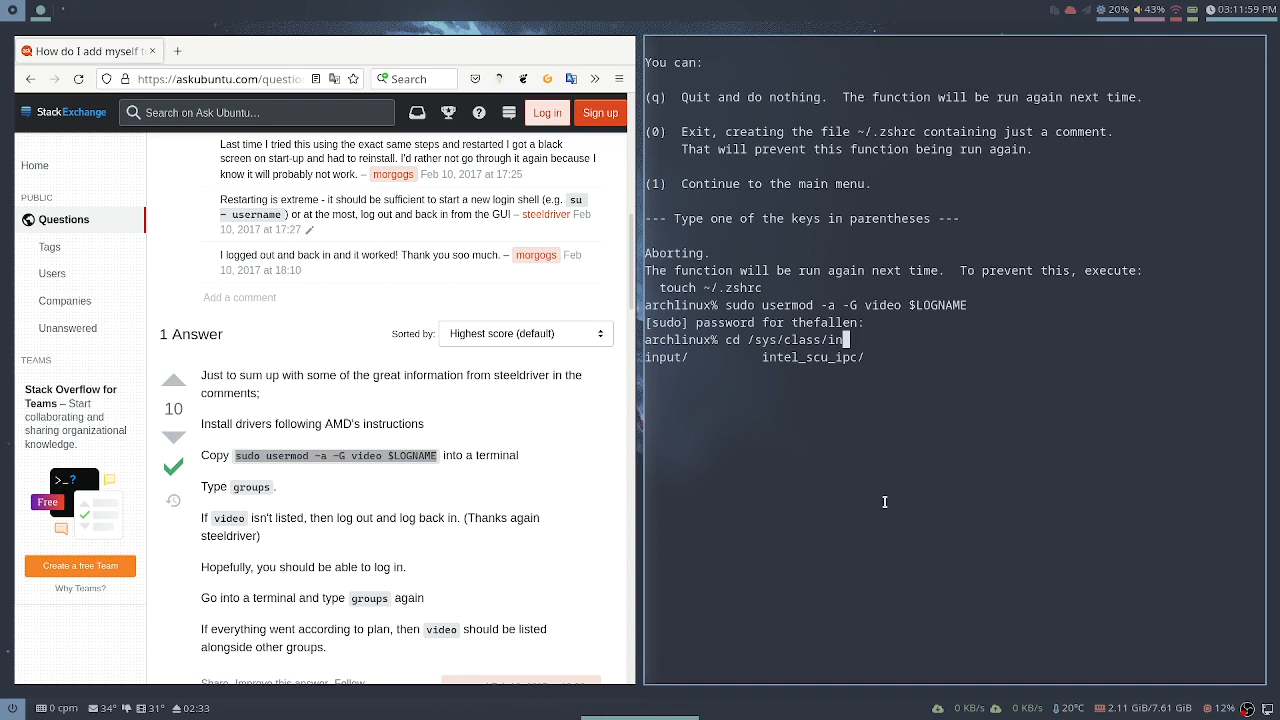 20%
43%
03:11:59 PM
How do I add myself t
https://askubuntu.com/questio
Search
StackExchange
Search on Ask Ubuntu…
Log in
Sign up
Home
PUBLIC
Questions
Tags
Users
Companies
Unanswered
TEAMS
Stack Overflow for
Teams – Start
collaborating and
sharing organizational
knowledge.
>_?
Free
Create a free Team
Why Teams?
Last time I tried this using the exact same steps and restarted I got a black
screen on start-up and had to reinstall. I'd rather not go through it again because I
know it will probably not work. – morgogs Feb 10, 2017 at 17:25
Restarting is extreme - it should be sufficient to start a new login shell (e.g. su
- username ) or at the most, log out and back in from the GUI – steeldriver Feb
10, 2017 at 17:27
I logged out and back in and it worked! Thank you soo much. – morgogs Feb
10, 2017 at 18:10
Add a comment
1 Answer
Sorted by:
Highest score (default)
10
Just to sum up with some of the great information from steeldriver in the
comments;
Install drivers following AMD's instructions
Copy sudo usermod -a -G video $LOGNAME into a terminal
Type groups.
If video isn't listed, then log out and log back in. (Thanks again
steeldriver)
Hopefully, you should be able to log in.
Go into a terminal and type groups again
If everything went according to plan, then video should be listed
alongside other groups.
Share Improve this answer Follow
You can:
(q) Quit and do nothing. The function will be run again next time.
(0) Exit, creating the file ~/.zshrc containing just a comment.
That will prevent this function being run again.
(1) Continue to the main menu.
--- Type one of the keys in parentheses ---
Aborting.
The function will be run again next time. To prevent this, execute:
touch ~/.zshrc
archlinux% sudo usermod -a -G video $LOGNAME
[sudo] password for thefallen:
archlinux% cd /sys/class/in
input/ intel_scu_ipc/
0 cpm
34°
31°
02:33
0 KB/s
0 KB/s
20°C
2.11 GiB/7.61 GiB
12%